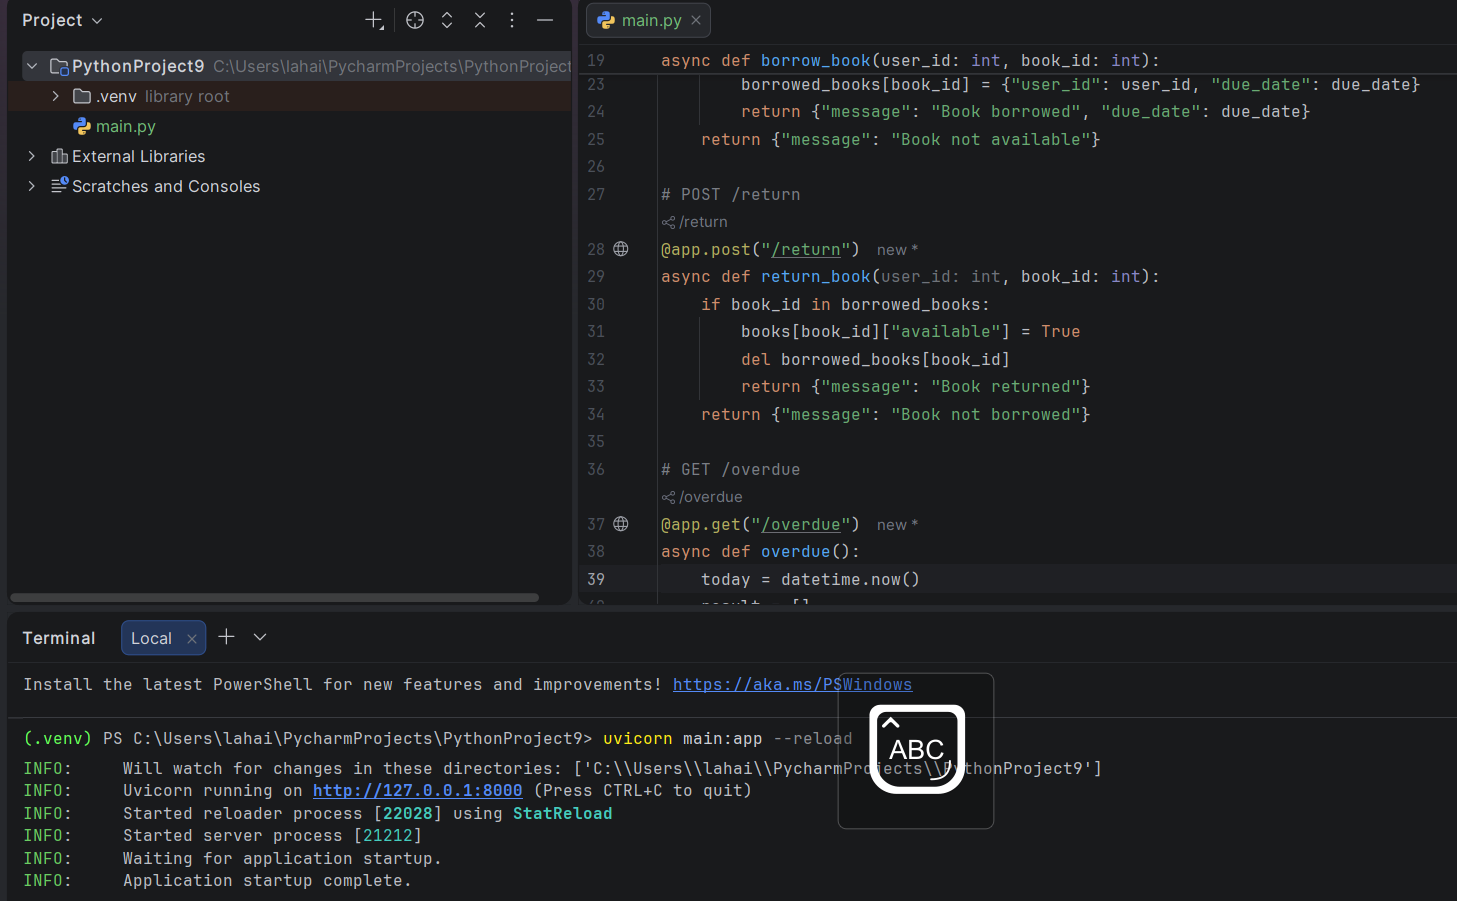 Project
main.py
PythonProject9 C:\Users\lahai\PycharmProjects\PythonProject
.venv library root
main.py
External Libraries
Scratches and Consoles
19 async def borrow_book(user_id: int, book_id: int):
23 borrowed_books[book_id] = {"user_id": user_id, "due_date": due_date}
24 return {"message": "Book borrowed", "due_date": due_date}
25 return {"message": "Book not available"}
26
27 # POST /return
/return
28 @app.post("/return") new *
29 async def return_book(user_id: int, book_id: int):
30 if book_id in borrowed_books:
31 books[book_id]["available"] = True
32 del borrowed_books[book_id]
33 return {"message": "Book returned"}
34 return {"message": "Book not borrowed"}
35
36 # GET /overdue
/overdue
37 @app.get("/overdue") new *
38 async def overdue():
39 today = datetime.now()
Terminal Local
Install the latest PowerShell for new features and improvements! https://aka.ms/PSWindows
(.venv) PS C:\Users\lahai\PycharmProjects\PythonProject9> uvicorn main:app --reload
INFO: Will watch for changes in these directories: ['C:\\Users\\lahai\\PycharmProjects\\PythonProject9']
INFO: Uvicorn running on http://127.0.0.1:8000 (Press CTRL+C to quit)
INFO: Started reloader process [22028] using StatReload
INFO: Started server process [21212]
INFO: Waiting for application startup.
INFO: Application startup complete.
ABC